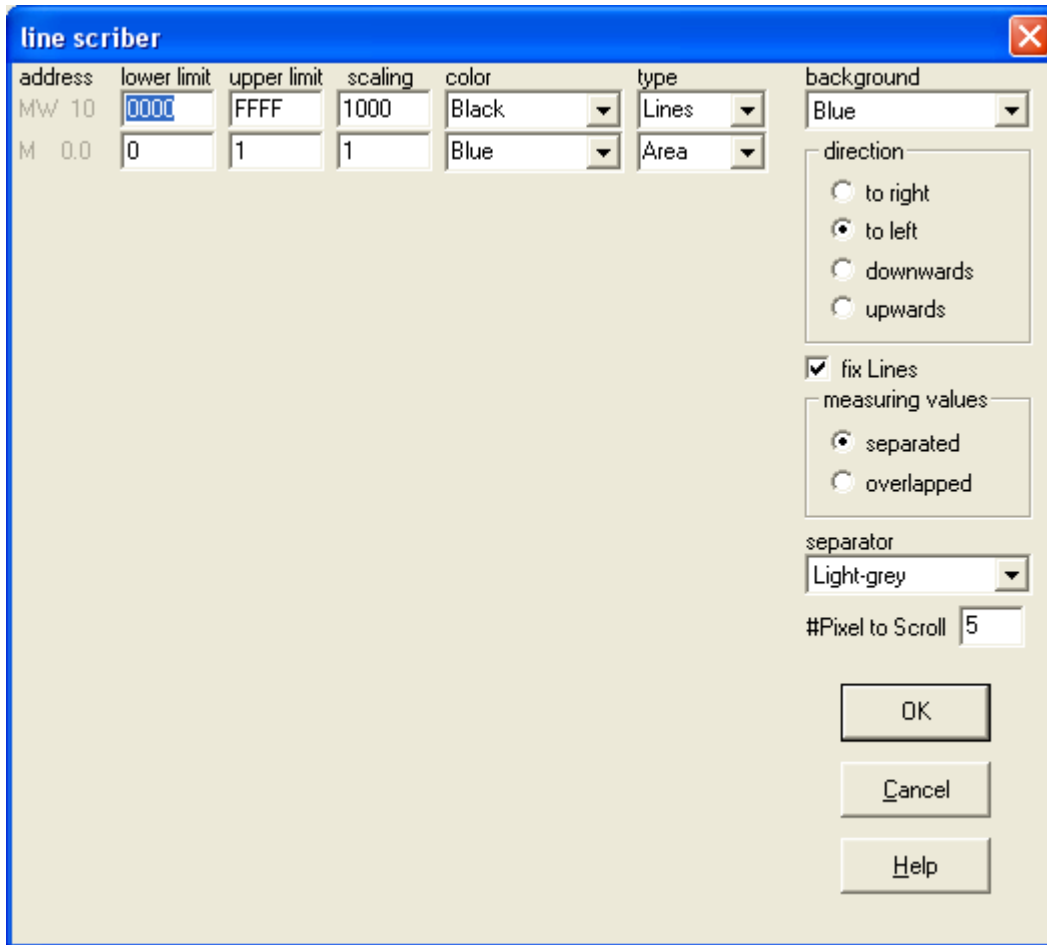 line scriber
address lower limit upper limit scaling color type background
MW 10 0000 FFFF 1000 Black Lines Blue
M 0.0 0 1 1 Blue Area
direction
to right
to left
downwards
upwards
fix Lines
measuring values
separated
overlapped
separator
Light-grey
#Pixel to Scroll 5
OK
Cancel
Help